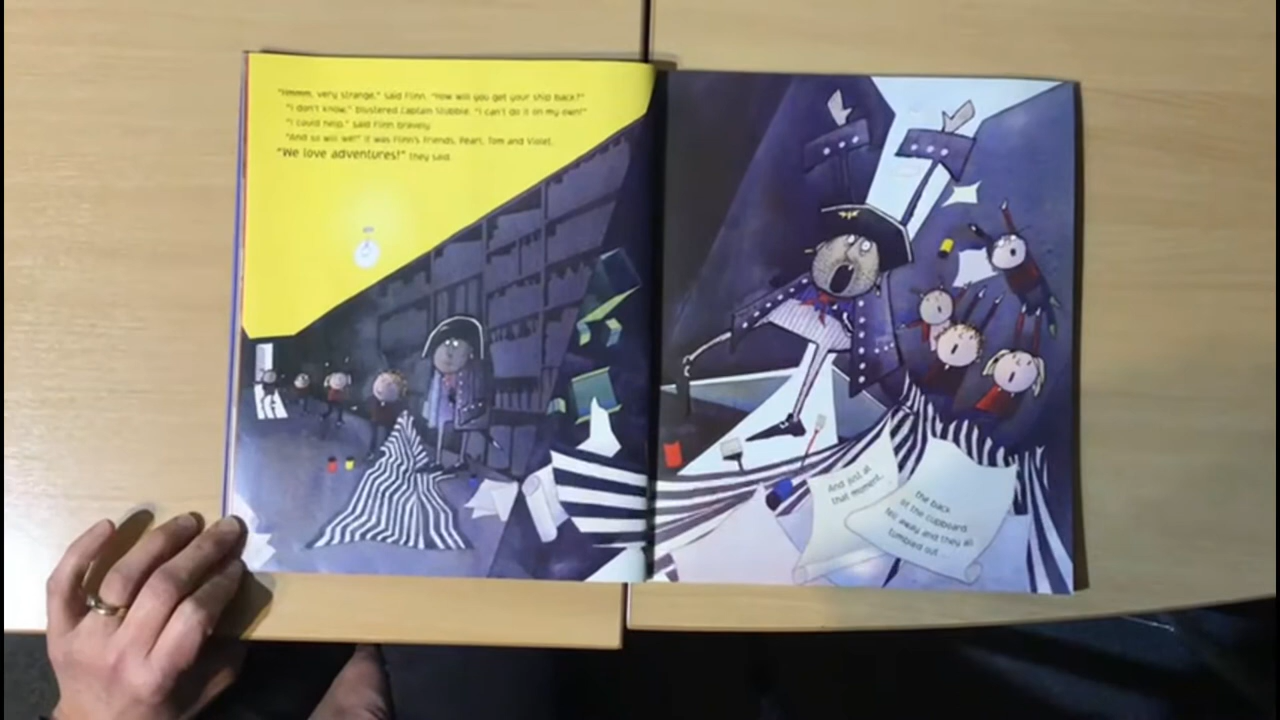 "Hmmm, very strange," said Flinn. "How will you get your ship back?"
"I don't know," blustered Captain Stubble. "I can't do it on my own!"
"I could help," said Flinn bravely.
"And so will we!" It was Flinn's friends, Pearl, Tom and Violet.
"We love adventures!" they said.
And just at
that moment,
the back
of the cupboard
fell away and they all
tumbled out...